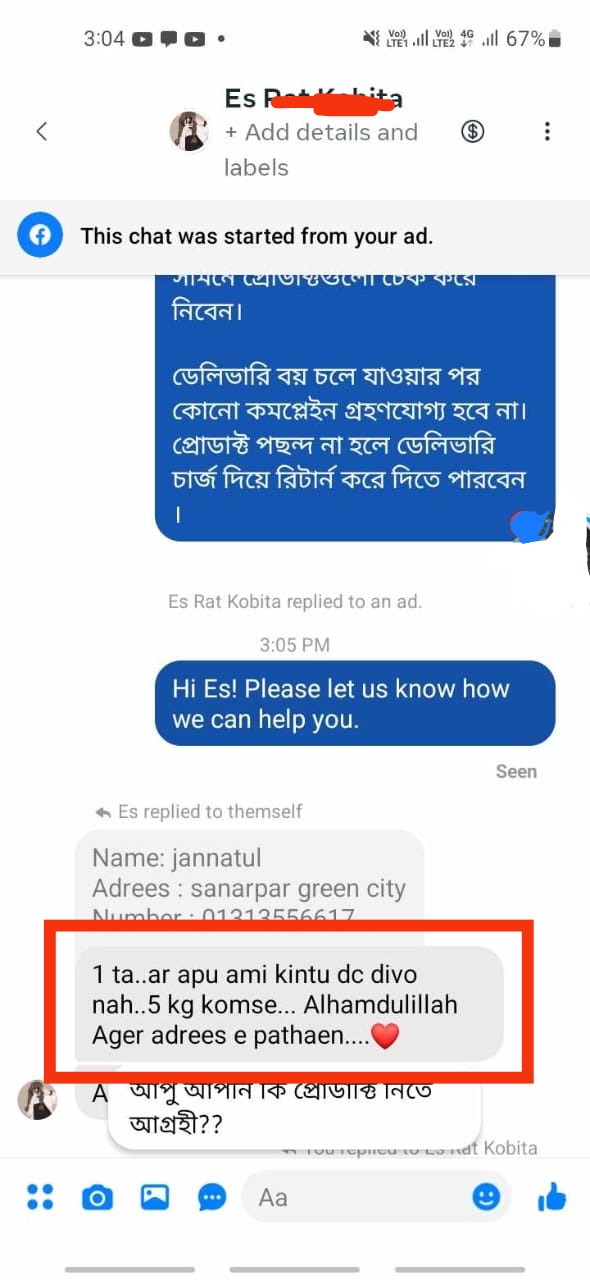 3:04
Vo)) LTE1 Vo)) LTE2 4G 67%
Es Rat Kobita
+ Add details and
labels
This chat was started from your ad.
সামনে প্রোডাক্টগুলো চেক করে
নিবেন।
ডেলিভারি বয় চলে যাওয়ার পর
কোনো কমপ্লেইন গ্রহণযোগ্য হবে না।
প্রোডাক্ট পছন্দ না হলে ডেলিভারি
চার্জ দিয়ে রিটার্ন করে দিতে পারবেন
।
Es Rat Kobita replied to an ad.
3:05 PM
Hi Es! Please let us know how
we can help you.
Seen
Es replied to themself
Name: jannatul
Adrees : sanarpar green city
Number : 01313556617
1 ta..ar apu ami kintu dc divo
nah..5 kg komse... Alhamdulillah
Ager adrees e pathaen....❤️
A
আপু আপনি কি প্রোডাক্ট নিতে
আগ্রহী??
You replied to Es Rat Kobita
Aa